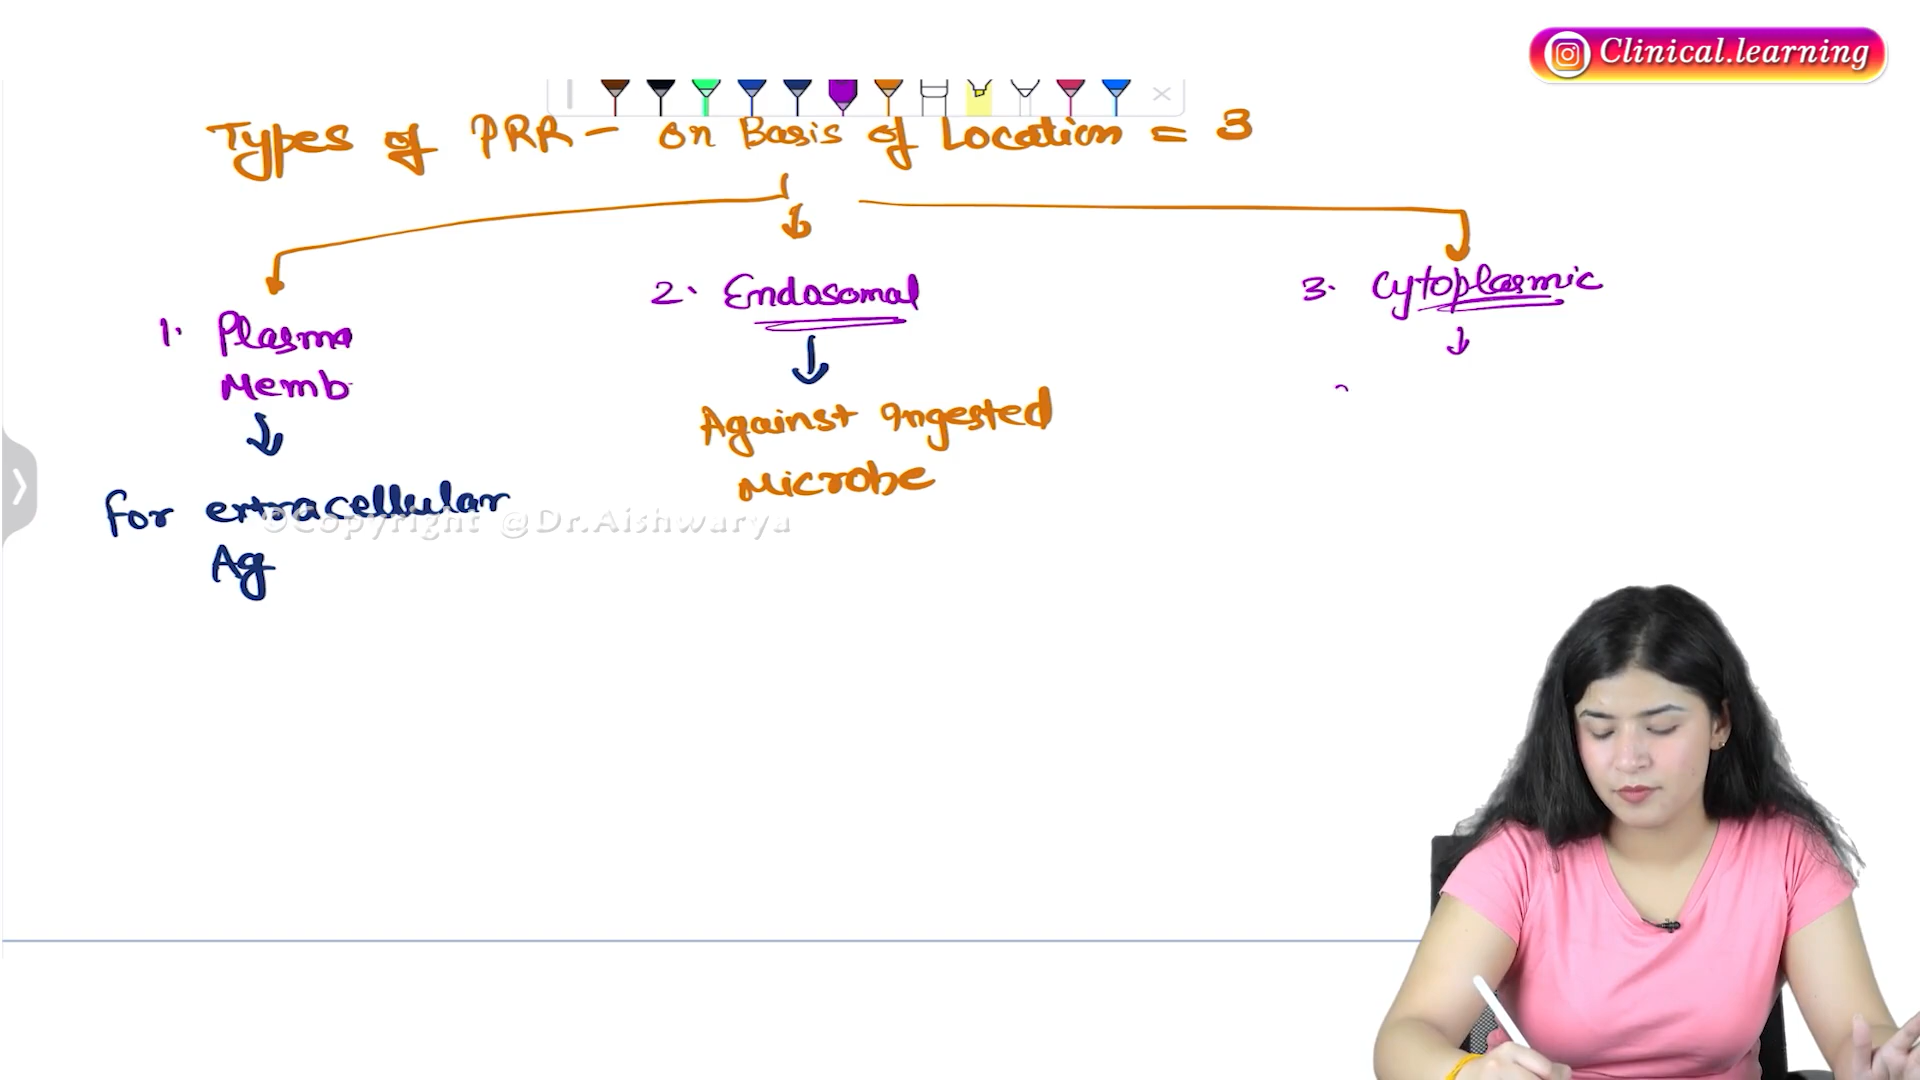 Clinical.learning
Types of PRR - on Basis of Location = 3
1. Plasma
Memb
for extracellular
Ag
2. Endosomal
Against Ingested
Microbe
3. Cytoplasmic
©Copyright @Dr.Aishwarya